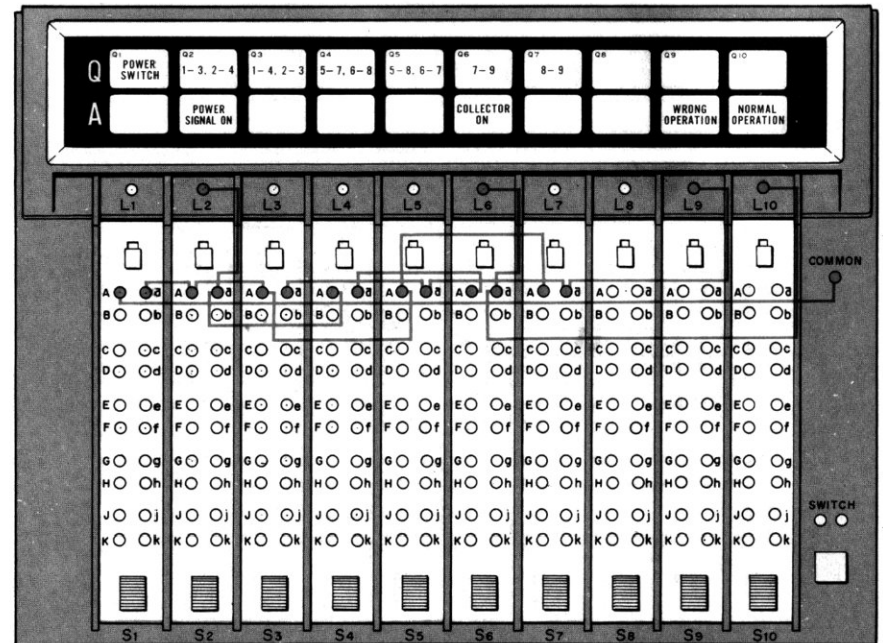 Q
Q1 POWER SWITCH
Q2 1-3, 2-4
Q3 1-4, 2-3
Q4 5-7, 6-8
Q5 5-8, 6-7
Q6 7-9
Q7 8-9
Q8
Q9
Q10
A
POWER SIGNAL ON
COLLECTOR ON
WRONG OPERATION
NORMAL OPERATION
L1 L2 L3 L4 L5 L6 L7 L8 L9 L10
COMMON
A a A a A a A a A a A a A a A a A a A a
B b B b B b B b B b B b B b B b B b B b
C c C c C c C c C c C c C c C c C c C c
D d D d D d D d D d D d D d D d D d D d
E e E e E e E e E e E e E e E e E e E e
F f F f F f F f F f F f F f F f F f F f
G g G g G g G g G g G g G g G g G g G g
H h H h H h H h H h H h H h H h H h H h
SWITCH
J j J j J j J j J j J j J j J j J j J j
K k K k K k K k K k K k K k K k K k K k
S1 S2 S3 S4 S5 S6 S7 S8 S9 S10